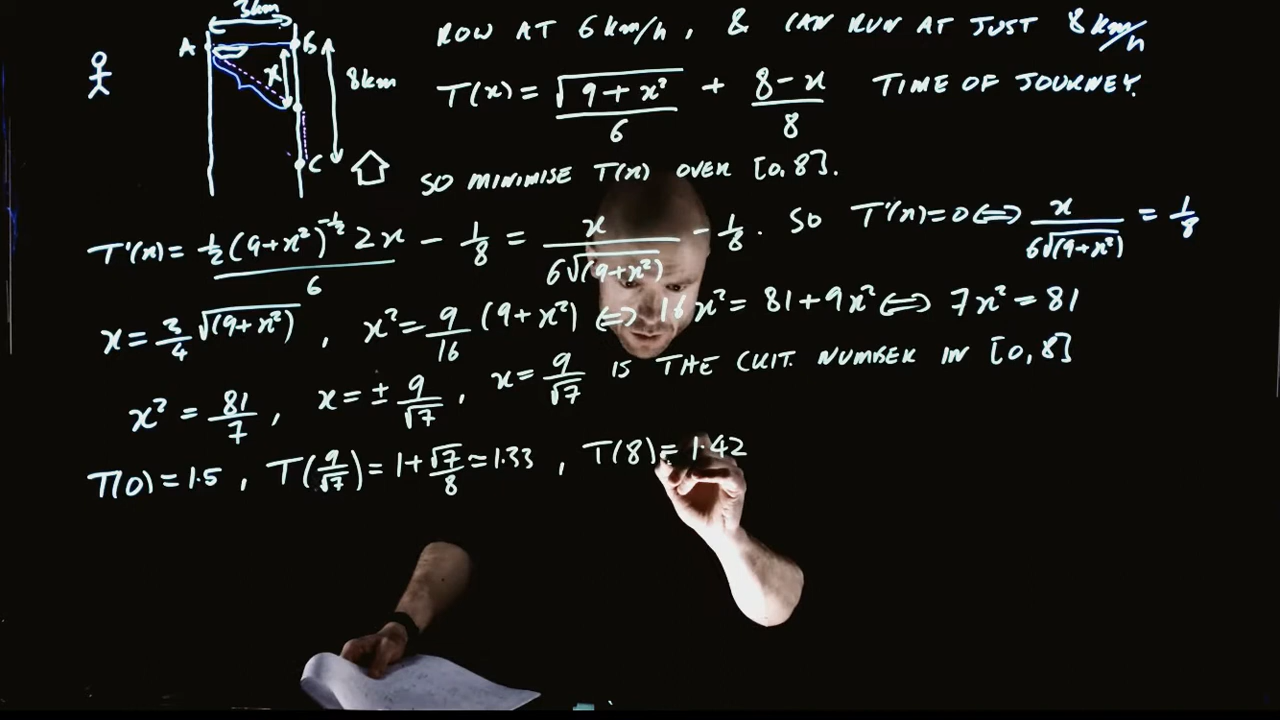 3km
A B
x 8km
C
ROW AT 6km/h, & CAN RUN AT JUST 8km/h
T(x) = √(9+x²)/6 + (8-x)/8 TIME OF JOURNEY.
SO MINIMISE T(x) OVER [0,8].
T'(x) = ½(9+x²)^(-½) 2x/6 - 1/8 = x/(6√(9+x²)) - 1/8. SO T'(x)=0 ⟺ x/(6√(9+x²)) = 1/8
x = 3/4 √(9+x²), x² = 9/16 (9+x²) ⟺ 16x² = 81+9x² ⟺ 7x² = 81
x² = 81/7, x = ± 9/√7, x = 9/√7 IS THE CRIT. NUMBER IN [0,8]
T(0) = 1.5, T(9/√7) = 1+√7/8 ≃ 1.33, T(8) = 1.42